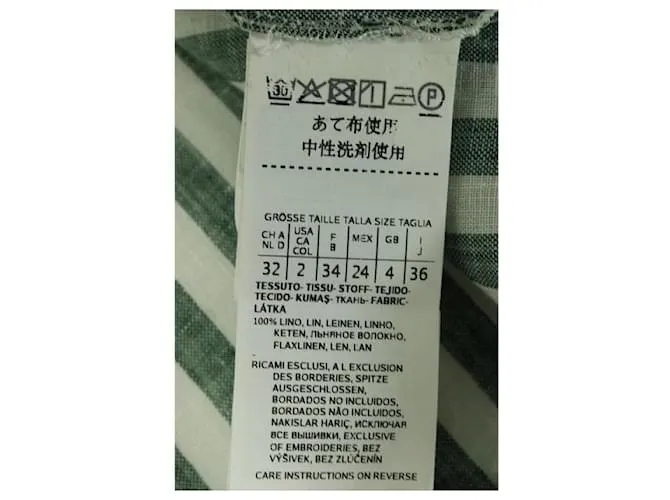 30 P
あて布使用
中性洗剤使用
GRÖSSE TAILLE TALLA SIZE TAGLIA
CH A NL D USA CA COL F B MEX GB I J
32 2 34 24 4 36
TESSUTO- TISSU- STOFF- TEJIDO-
TECIDO- KUMAŞ- ТКАНЬ- FABRIC-
LÁTKA
100% LINO, LIN, LEINEN, LINHO,
KETEN, ЛЬНЯНОЕ ВОЛОКНО,
FLAXLINEN, LEN, LAN
RICAMI ESCLUSI, A L EXCLUSION
DES BORDERIES, SPITZE
AUSGESCHLOSSEN,
BORDADOS NO INCLUIDOS,
BORDADOS NÃO INCLUIDOS,
NAKISLAR HARIÇ, ИСКЛЮЧАЯ
ВСЕ ВЫШИВКИ, EXCLUSIVE
OF EMBROIDERIES, BEZ
VÝŠIVEK, BEZ ZLÚČENÍN
CARE INSTRUCTIONS ON REVERSE